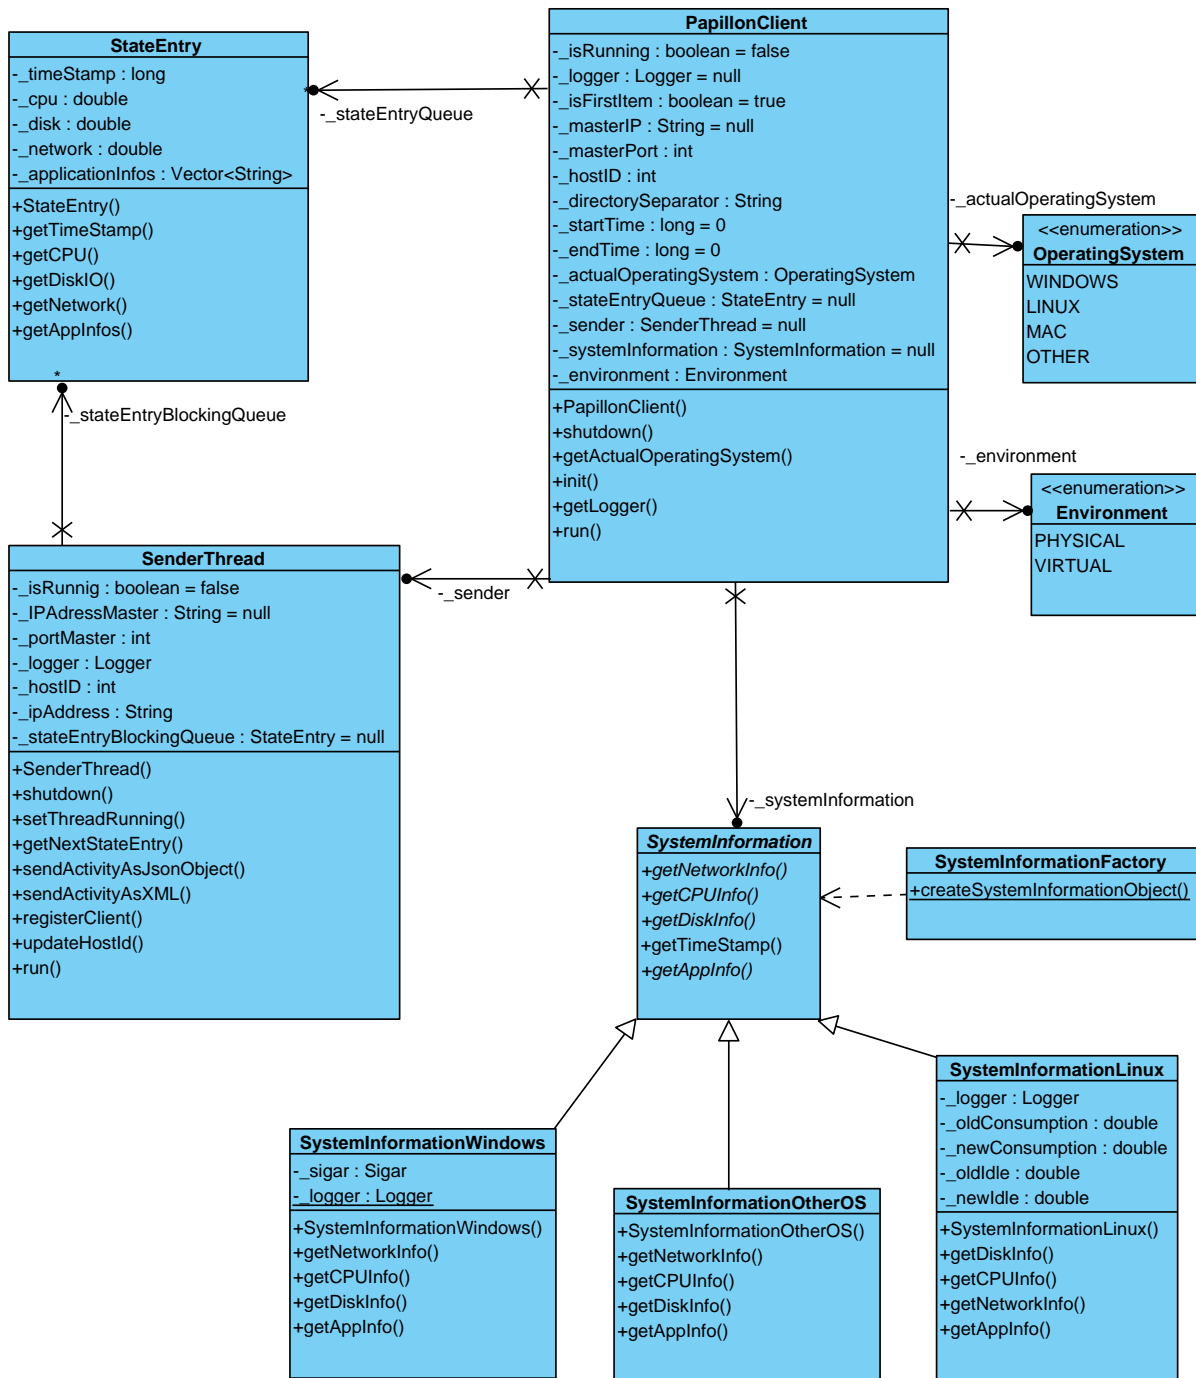 StateEntry
-_timeStamp : long
-_cpu : double
-_disk : double
-_network : double
-_applicationInfos : Vector<String>
+StateEntry()
+getTimeStamp()
+getCPU()
+getDiskIO()
+getNetwork()
+getAppInfos()
*
*
-_stateEntryQueue
PapillonClient
-_isRunning : boolean = false
-_logger : Logger = null
-_isFirstItem : boolean = true
-_masterIP : String = null
-_masterPort : int
-_hostID : int
-_directorySeparator : String
-_startTime : long = 0
-_endTime : long = 0
-_actualOperatingSystem : OperatingSystem
-_stateEntryQueue : StateEntry = null
-_sender : SenderThread = null
-_systemInformation : SystemInformation = null
-_environment : Environment
+PapillonClient()
+shutdown()
+getActualOperatingSystem()
+init()
+getLogger()
+run()
-_actualOperatingSystem
<<enumeration>>
OperatingSystem
WINDOWS
LINUX
MAC
OTHER
-_environment
<<enumeration>>
Environment
PHYSICAL
VIRTUAL
-_stateEntryBlockingQueue
SenderThread
-_isRunnig : boolean = false
-_IPAdressMaster : String = null
-_portMaster : int
-_logger : Logger
-_hostID : int
-_ipAddress : String
-_stateEntryBlockingQueue : StateEntry = null
+SenderThread()
+shutdown()
+setThreadRunning()
+getNextStateEntry()
+sendActivityAsJsonObject()
+sendActivityAsXML()
+registerClient()
+updateHostId()
+run()
-_sender
-_systemInformation
SystemInformation
+getNetworkInfo()
+getCPUInfo()
+getDiskInfo()
+getTimeStamp()
+getAppInfo()
SystemInformationFactory
+createSystemInformationObject()
SystemInformationWindows
-_sigar : Sigar
-_logger : Logger
+SystemInformationWindows()
+getNetworkInfo()
+getCPUInfo()
+getDiskInfo()
+getAppInfo()
SystemInformationOtherOS
+SystemInformationOtherOS()
+getNetworkInfo()
+getCPUInfo()
+getDiskInfo()
+getAppInfo()
SystemInformationLinux
-_logger : Logger
-_oldConsumption : double
-_newConsumption : double
-_oldIdle : double
-_newIdle : double
+SystemInformationLinux()
+getDiskInfo()
+getCPUInfo()
+getNetworkInfo()
+getAppInfo()